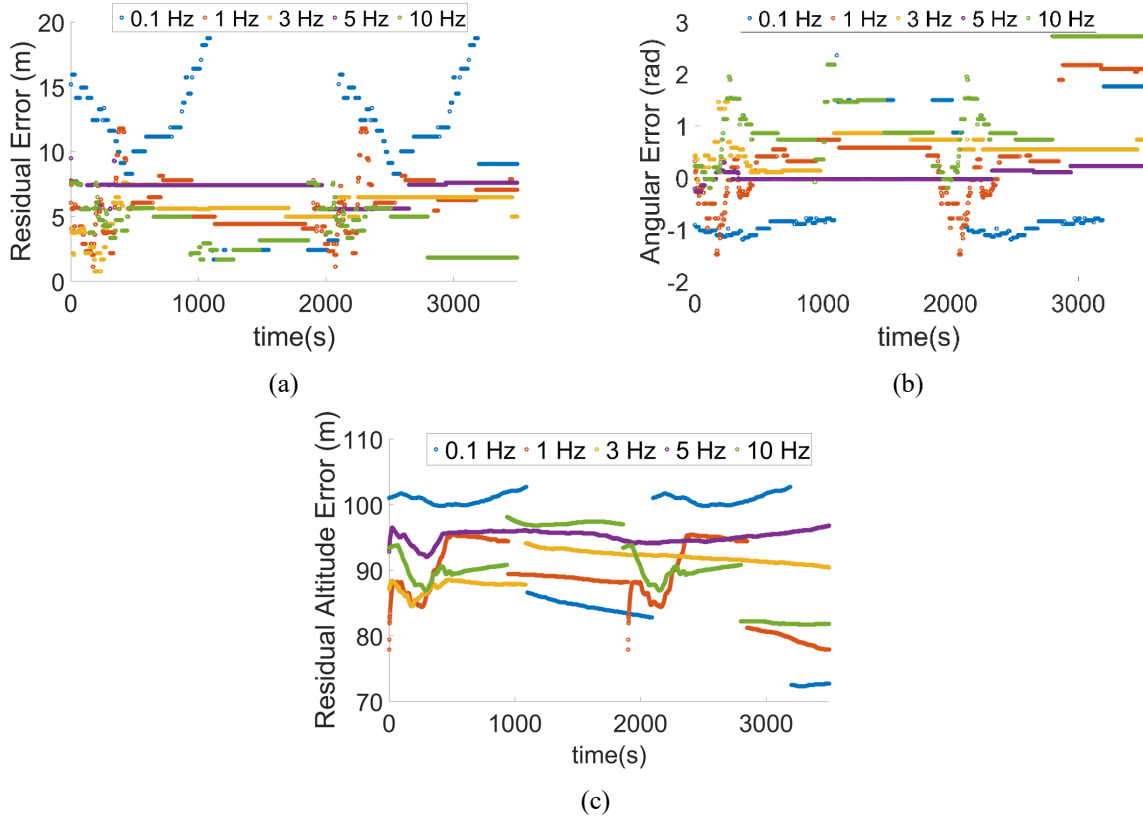 0.1 Hz 1 Hz 3 Hz 5 Hz 10 Hz
Residual Error (m)
20
15
10
5
0
0 1000 2000 3000
time(s)
(a)
0.1 Hz 1 Hz 3 Hz 5 Hz 10 Hz
Angular Error (rad)
3
2
1
0
-1
-2
0 1000 2000 3000
time(s)
(b)
0.1 Hz 1 Hz 3 Hz 5 Hz 10 Hz
Residual Altitude Error (m)
110
100
90
80
70
0 1000 2000 3000
time(s)
(c)